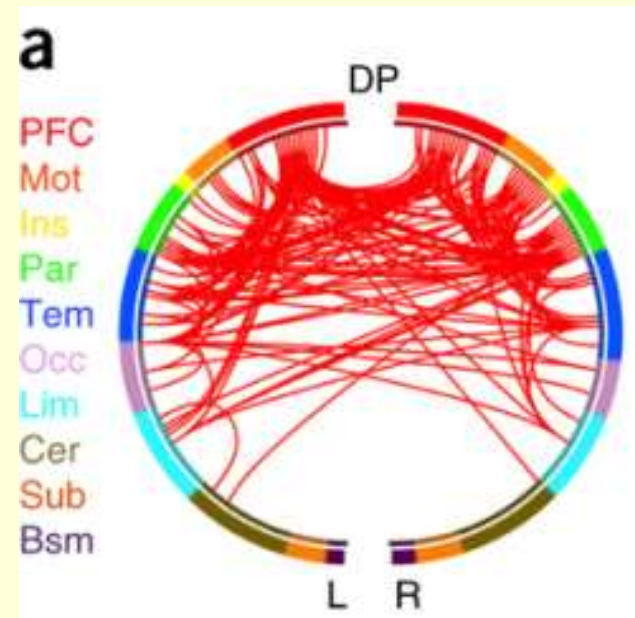 a
DP
PFC
Mot
Ins
Par
Tem
Occ
Lim
Cer
Sub
Bsm
L R